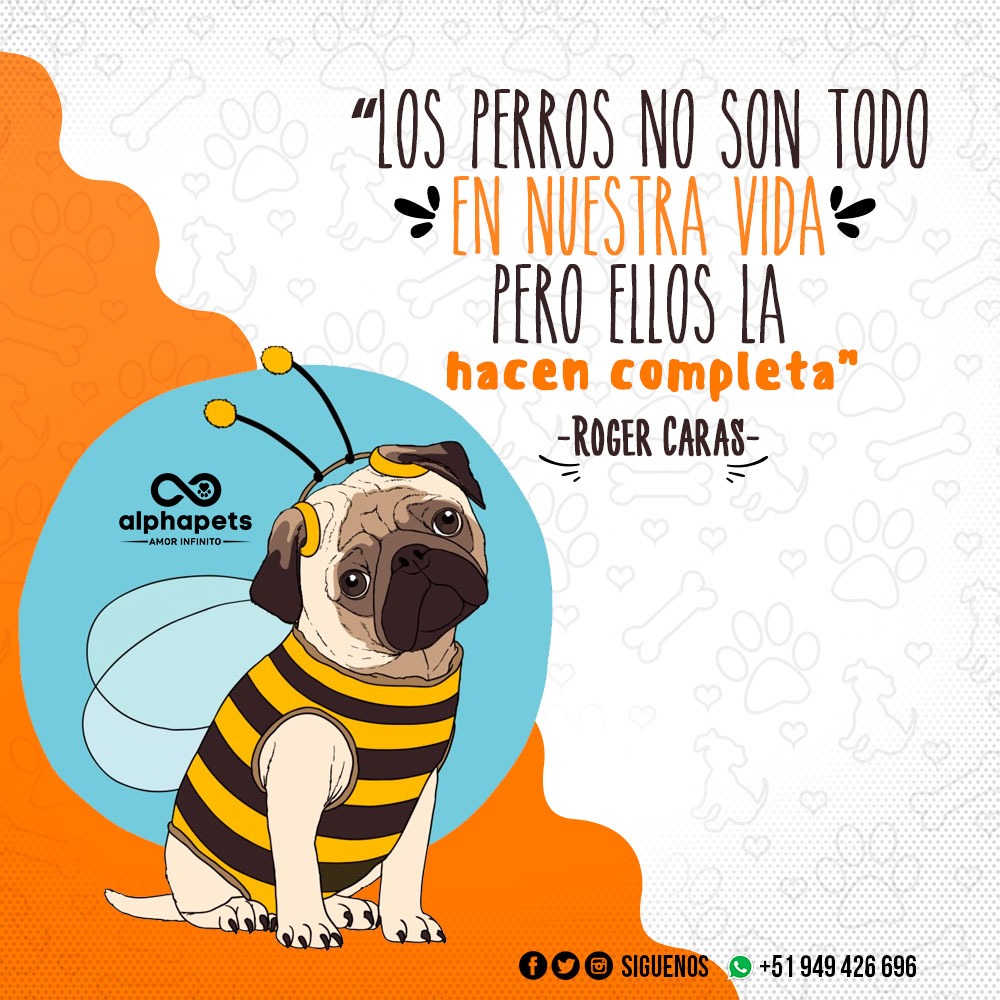 “LOS PERROS NO SON TODO
EN NUESTRA VIDA
PERO ELLOS LA
hacen completa”
-ROGER CARAS-
alphapets
AMOR INFINITO
SIGUENOS +51 949 426 696